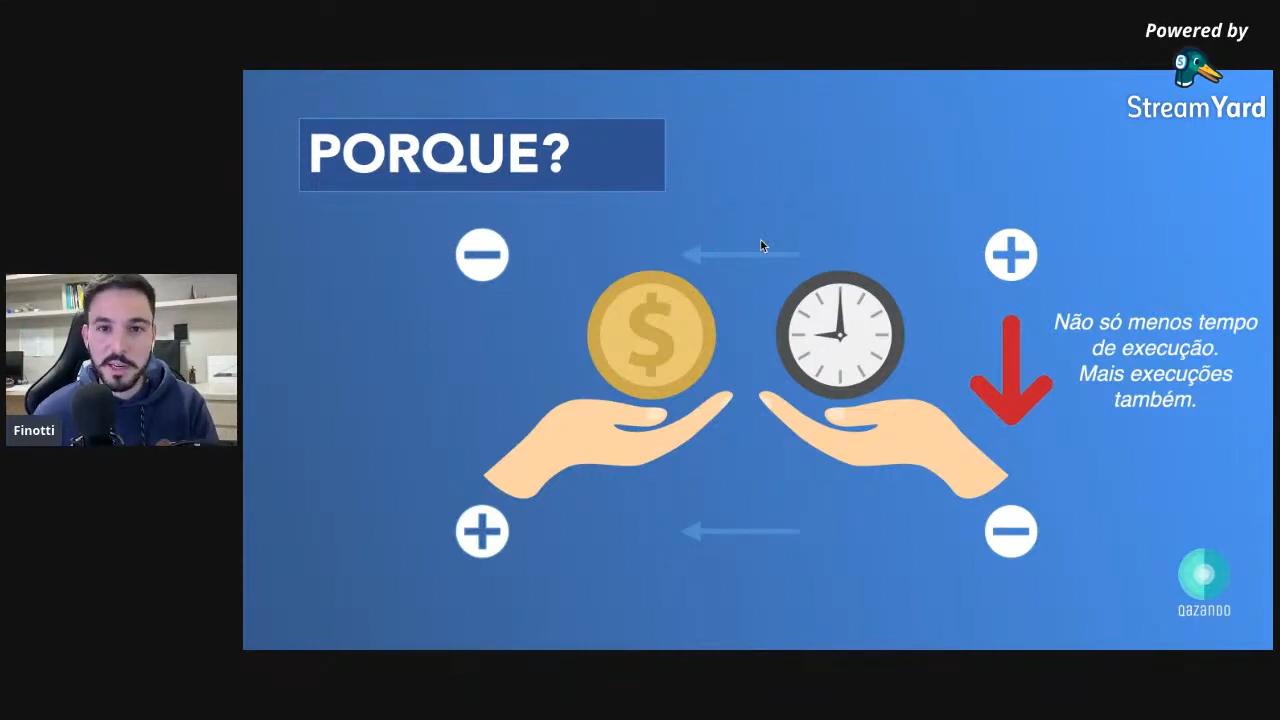 Powered by
StreamYard
PORQUE?
Não só menos tempo
de execução.
Mais execuções
também.
Finotti
QAZANDO